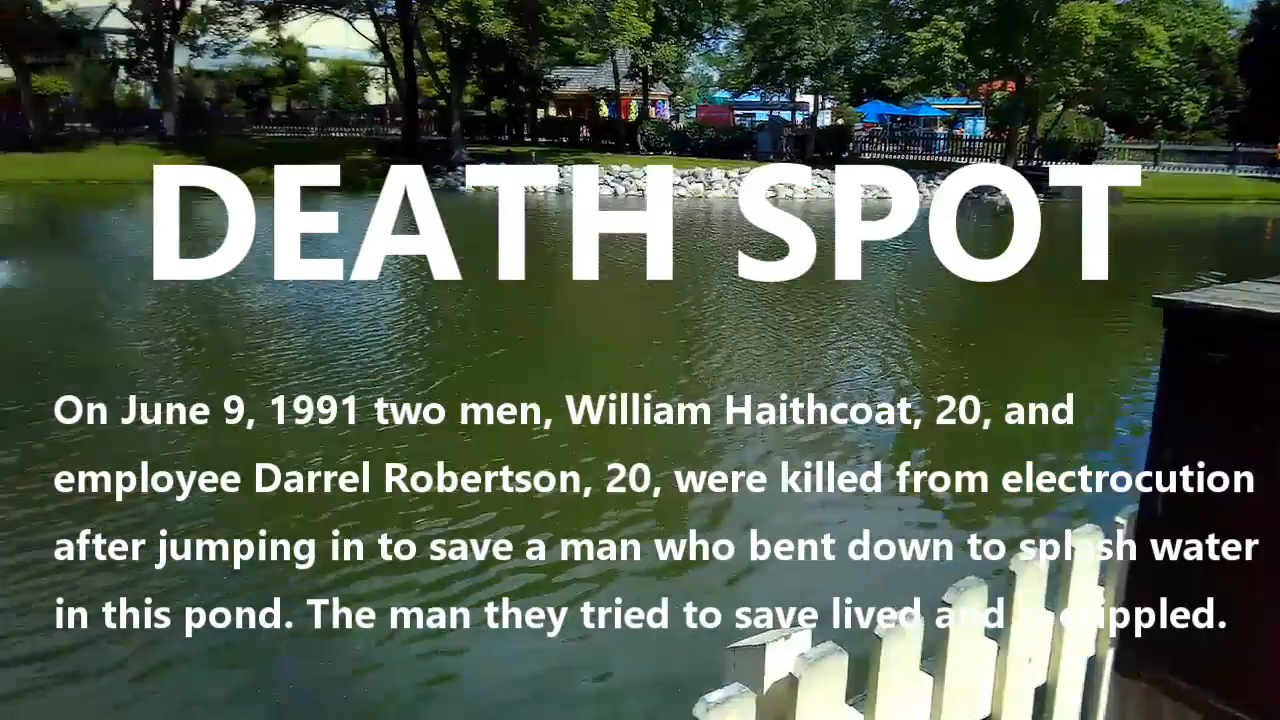 DEATH SPOT
On June 9, 1991 two men, William Haithcoat, 20, and
employee Darrel Robertson, 20, were killed from electrocution
after jumping in to save a man who bent down to splash water
in this pond. The man they tried to save lived and crippled.